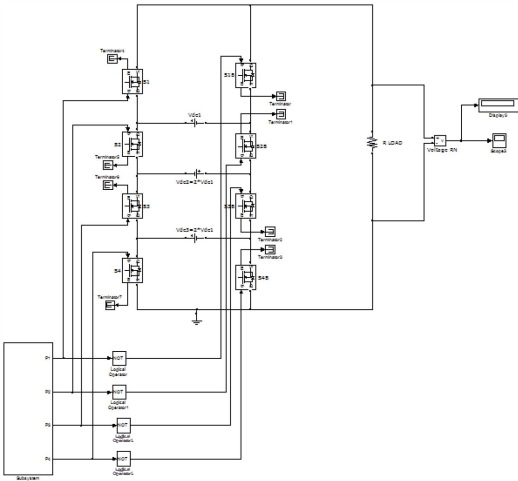 Terminator4
S1
S1B
Terminator
Terminator1
Vdc1
S2
S2B
R LOAD
Voltage RN
Display3
Scope3
Vdc2=2*Vdc1
S3
S3B
Terminator2
Vdc3=2*Vdc1
Terminator3
S4
S4B
Terminator7
P1
NOT
Logical
Operator
P2
NOT
Logical
Operator1
P3
NOT
Logical
P4
NOT
Logical
Subsystem